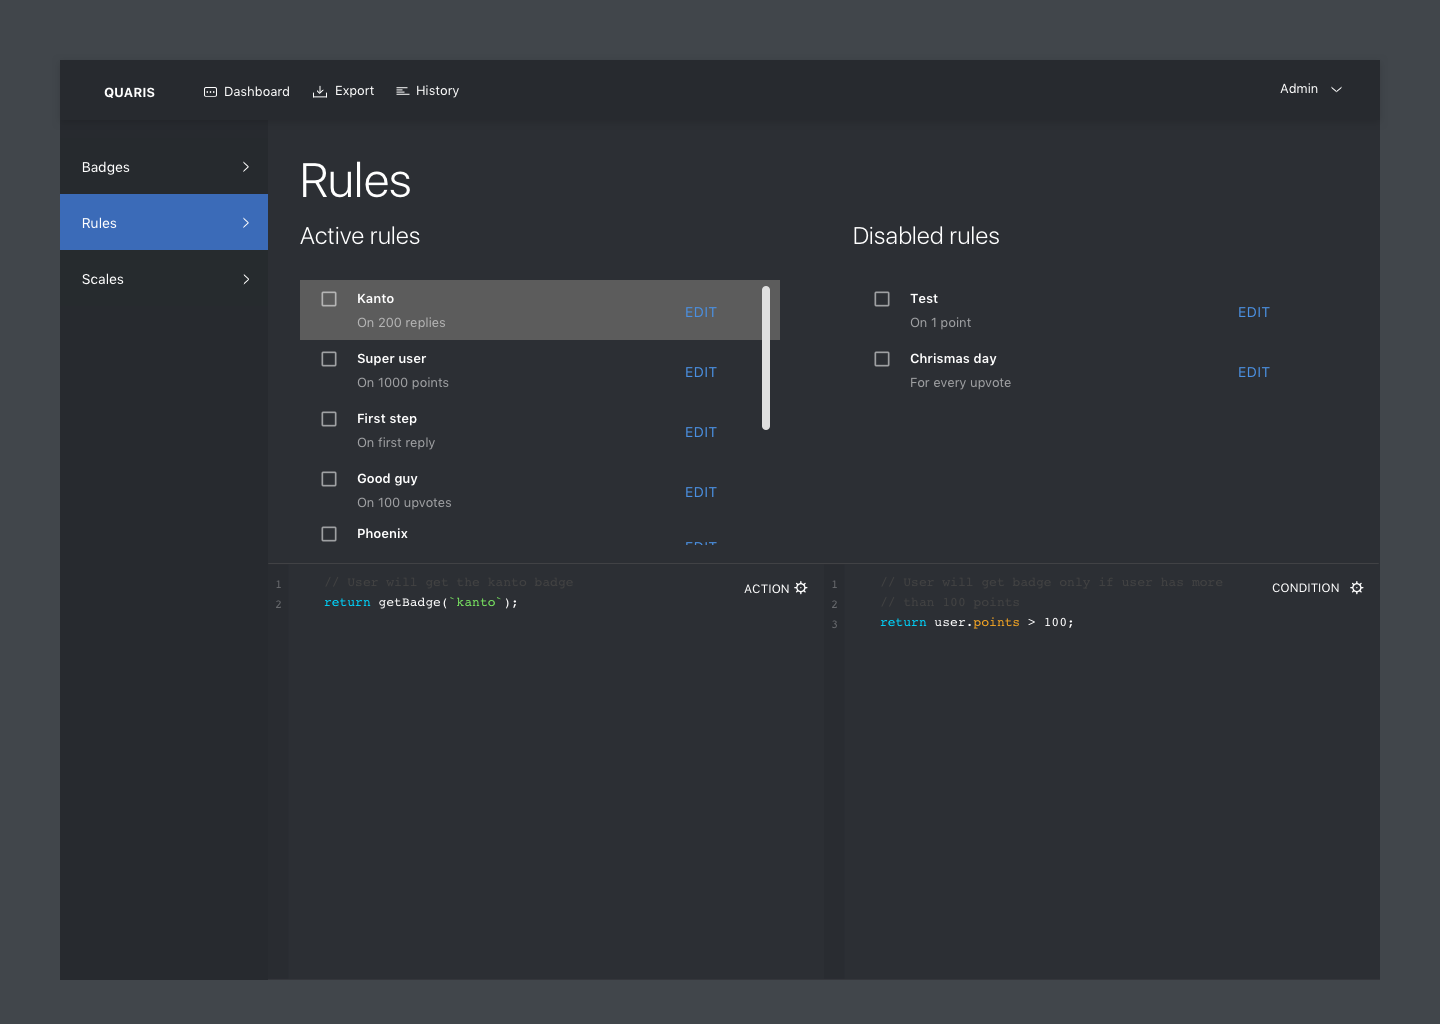 QUARIS
Dashboard
Export
History
Admin
Badges
Rules
Scales
Rules
Active rules
Kanto
On 200 replies
EDIT
Super user
On 1000 points
EDIT
First step
On first reply
EDIT
Good guy
On 100 upvotes
EDIT
Phoenix
EDIT
Disabled rules
Test
On 1 point
EDIT
Chrismas day
For every upvote
EDIT
1 // User will get the kanto badge
2 return getBadge(`kanto`);
ACTION
1 // User will get badge only if user has more
2 // than 100 points
3 return user.points > 100;
CONDITION